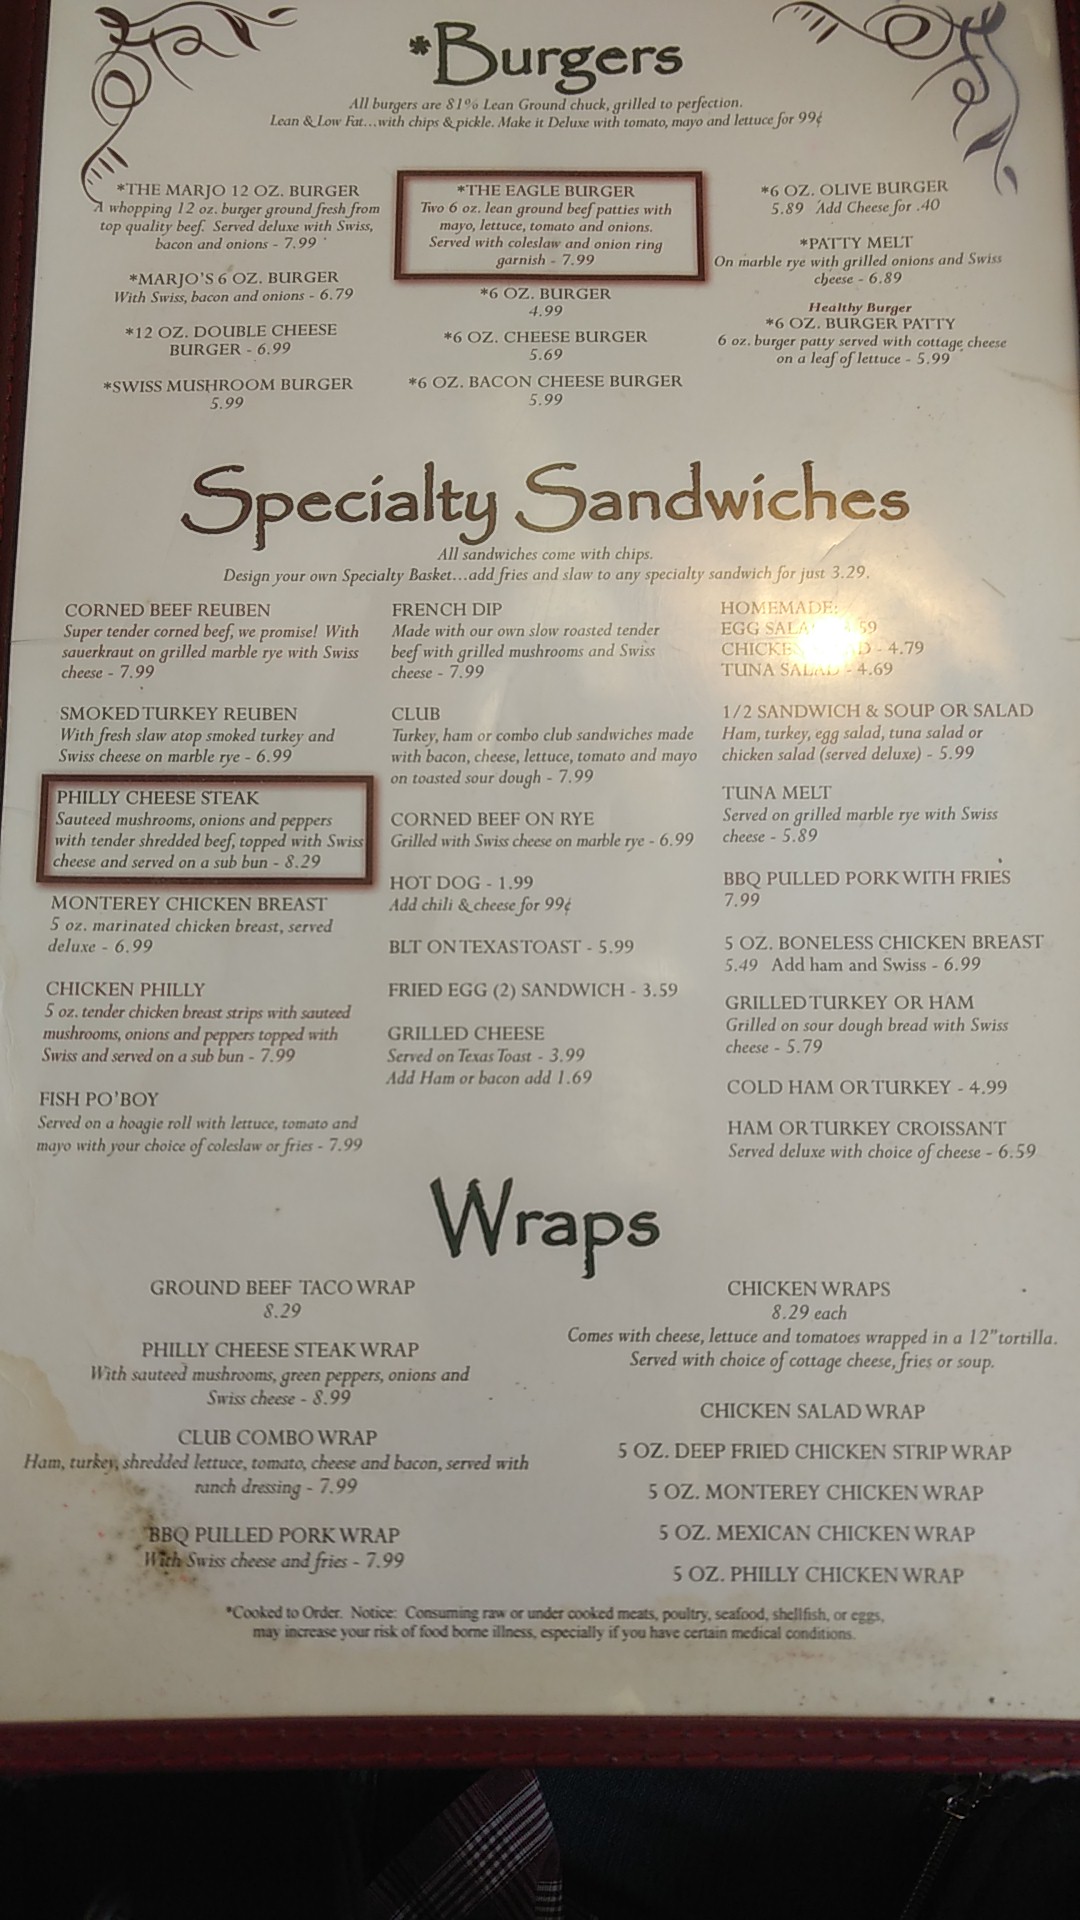 *Burgers
All burgers are 81% Lean Ground chuck, grilled to perfection.
Lean & Low Fat...with chips & pickle. Make it Deluxe with tomato, mayo and lettuce for 99¢
*THE MARJO 12 OZ. BURGER
A whopping 12 oz. burger ground fresh from
top quality beef. Served deluxe with Swiss,
bacon and onions - 7.99
*MARJO'S 6 OZ. BURGER
With Swiss, bacon and onions - 6.79
*12 OZ. DOUBLE CHEESE
BURGER - 6.99
*SWISS MUSHROOM BURGER
5.99
*THE EAGLE BURGER
Two 6 oz. lean ground beef patties with
mayo, lettuce, tomato and onions.
Served with coleslaw and onion ring
garnish - 7.99
*6 OZ. BURGER
4.99
*6 OZ. CHEESE BURGER
5.69
*6 OZ. BACON CHEESE BURGER
5.99
*6 OZ. OLIVE BURGER
5.89 Add Cheese for .40
*PATTY MELT
On marble rye with grilled onions and Swiss
cheese - 6.89
Healthy Burger
*6 OZ. BURGER PATTY
6 oz. burger patty served with cottage cheese
on a leaf of lettuce - 5.99
Specialty Sandwiches
All sandwiches come with chips.
Design your own Specialty Basket...add fries and slaw to any specialty sandwich for just 3.29.
CORNED BEEF REUBEN
Super tender corned beef, we promise! With
sauerkraut on grilled marble rye with Swiss
cheese - 7.99
SMOKED TURKEY REUBEN
With fresh slaw atop smoked turkey and
Swiss cheese on marble rye - 6.99
PHILLY CHEESE STEAK
Sauteed mushrooms, onions and peppers
with tender shredded beef, topped with Swiss
cheese and served on a sub bun - 8.29
MONTEREY CHICKEN BREAST
5 oz. marinated chicken breast, served
deluxe - 6.99
CHICKEN PHILLY
5 oz. tender chicken breast strips with sauteed
mushrooms, onions and peppers topped with
Swiss and served on a sub bun - 7.99
FISH PO'BOY
Served on a hoagie roll with lettuce, tomato and
mayo with your choice of coleslaw or fries - 7.99
FRENCH DIP
Made with our own slow roasted tender
beef with grilled mushrooms and Swiss
cheese - 7.99
CLUB
Turkey, ham or combo club sandwiches made
with bacon, cheese, lettuce, tomato and mayo
on toasted sour dough - 7.99
CORNED BEEF ON RYE
Grilled with Swiss cheese on marble rye - 6.99
HOT DOG - 1.99
Add chili & cheese for 99¢
BLT ON TEXAS TOAST - 5.99
FRIED EGG (2) SANDWICH - 3.59
GRILLED CHEESE
Served on Texas Toast - 3.99
Add Ham or bacon add 1.69
HOMEMADE:
EGG
- 4.79
TUNA SALAD - 4.69
1/2 SANDWICH & SOUP OR SALAD
Ham, turkey, egg salad, tuna salad or
chicken salad (served deluxe) - 5.99
TUNA MELT
Served on grilled marble rye with Swiss
cheese - 5.89
BBQ PULLED PORK WITH FRIES
7.99
5 OZ. BONELESS CHICKEN BREAST
5.49 Add ham and Swiss - 6.99
GRILLED TURKEY OR HAM
Grilled on sour dough bread with Swiss
cheese - 5.79
COLD HAM OR TURKEY - 4.99
HAM OR TURKEY CROISSANT
Served deluxe with choice of cheese - 6.59
Wraps
GROUND BEEF TACO WRAP
8.29
PHILLY CHEESE STEAK WRAP
With sauteed mushrooms, green peppers, onions and
Swiss cheese - 8.99
CLUB COMBO WRAP
Ham, turkey, shredded lettuce, tomato, cheese and bacon, served with
ranch dressing - 7.99
BBQ PULLED PORK WRAP
With Swiss cheese and fries - 7.99
CHICKEN WRAPS
8.29 each
Comes with cheese, lettuce and tomatoes wrapped in a 12" tortilla.
Served with choice of cottage cheese, fries or soup.
CHICKEN SALAD WRAP
5 OZ. DEEP FRIED CHICKEN STRIP WRAP
5 OZ. MONTEREY CHICKEN WRAP
5 OZ. MEXICAN CHICKEN WRAP
5 OZ. PHILLY CHICKEN WRAP
*Cooked to Order. Notice: Consuming raw or under cooked meats, poultry, seafood, shellfish, or eggs,
may increase your risk of food borne illness, especially if you have certain medical conditions.